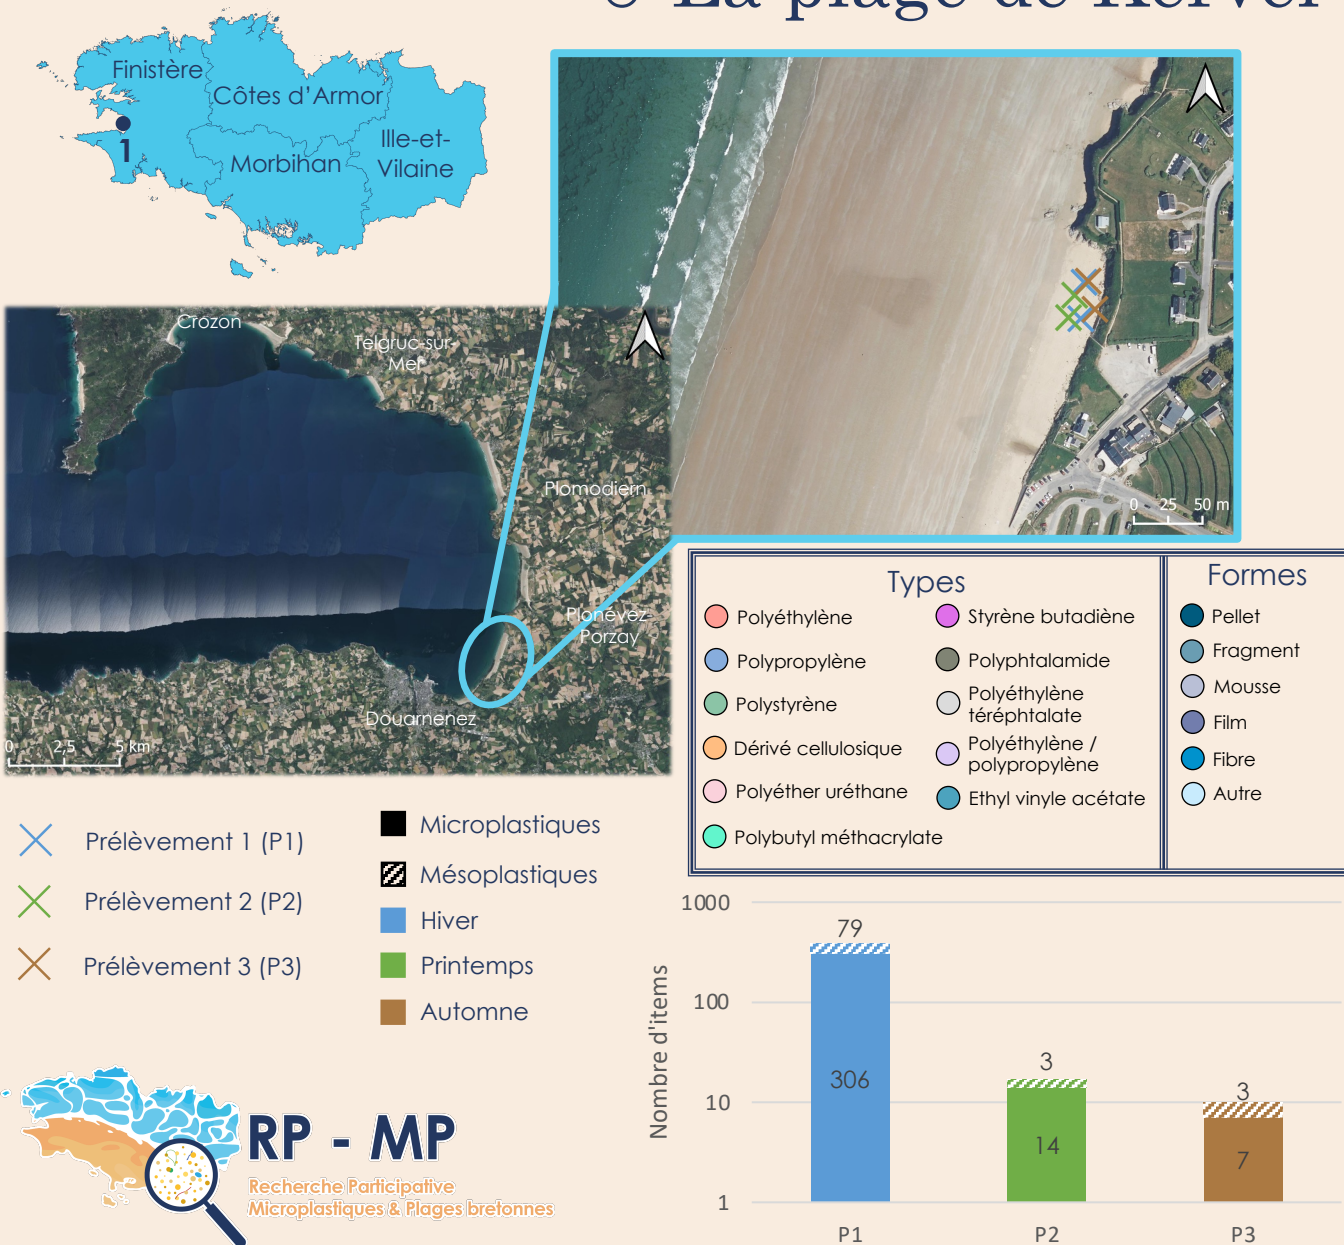 La plage de Kervel
Finistère
Côtes d'Armor
Ille-et-
Vilaine
Morbihan
1
Crozon
Telgruc-sur-
Mer
Plomodiern
Plonévez-
Porzay
Douarnenez
0 2,5 5 km
0 25 50 m
Types
Polyéthylène
Polypropylène
Polystyrène
Dérivé cellulosique
Polyéther uréthane
Polybutyl méthacrylate
Styrène butadiène
Polyphtalamide
Polyéthylène
téréphtalate
Polyéthylène /
polypropylène
Ethyl vinyle acétate
Formes
Pellet
Fragment
Mousse
Film
Fibre
Autre
Prélèvement 1 (P1)
Prélèvement 2 (P2)
Prélèvement 3 (P3)
Microplastiques
Mésoplastiques
Hiver
Printemps
Automne
RP - MP
Recherche Participative
Microplastiques & Plages bretonnes
Nombre d'items
1000
100
10
1
79
306
3
14
3
7
P1
P2
P3